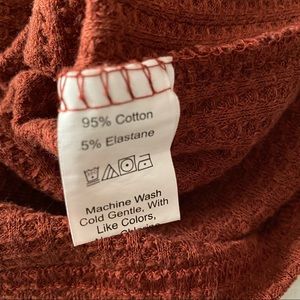 95% Cotton
5% Elastane
Machine Wash
Cold Gentle, With
Like Colors,